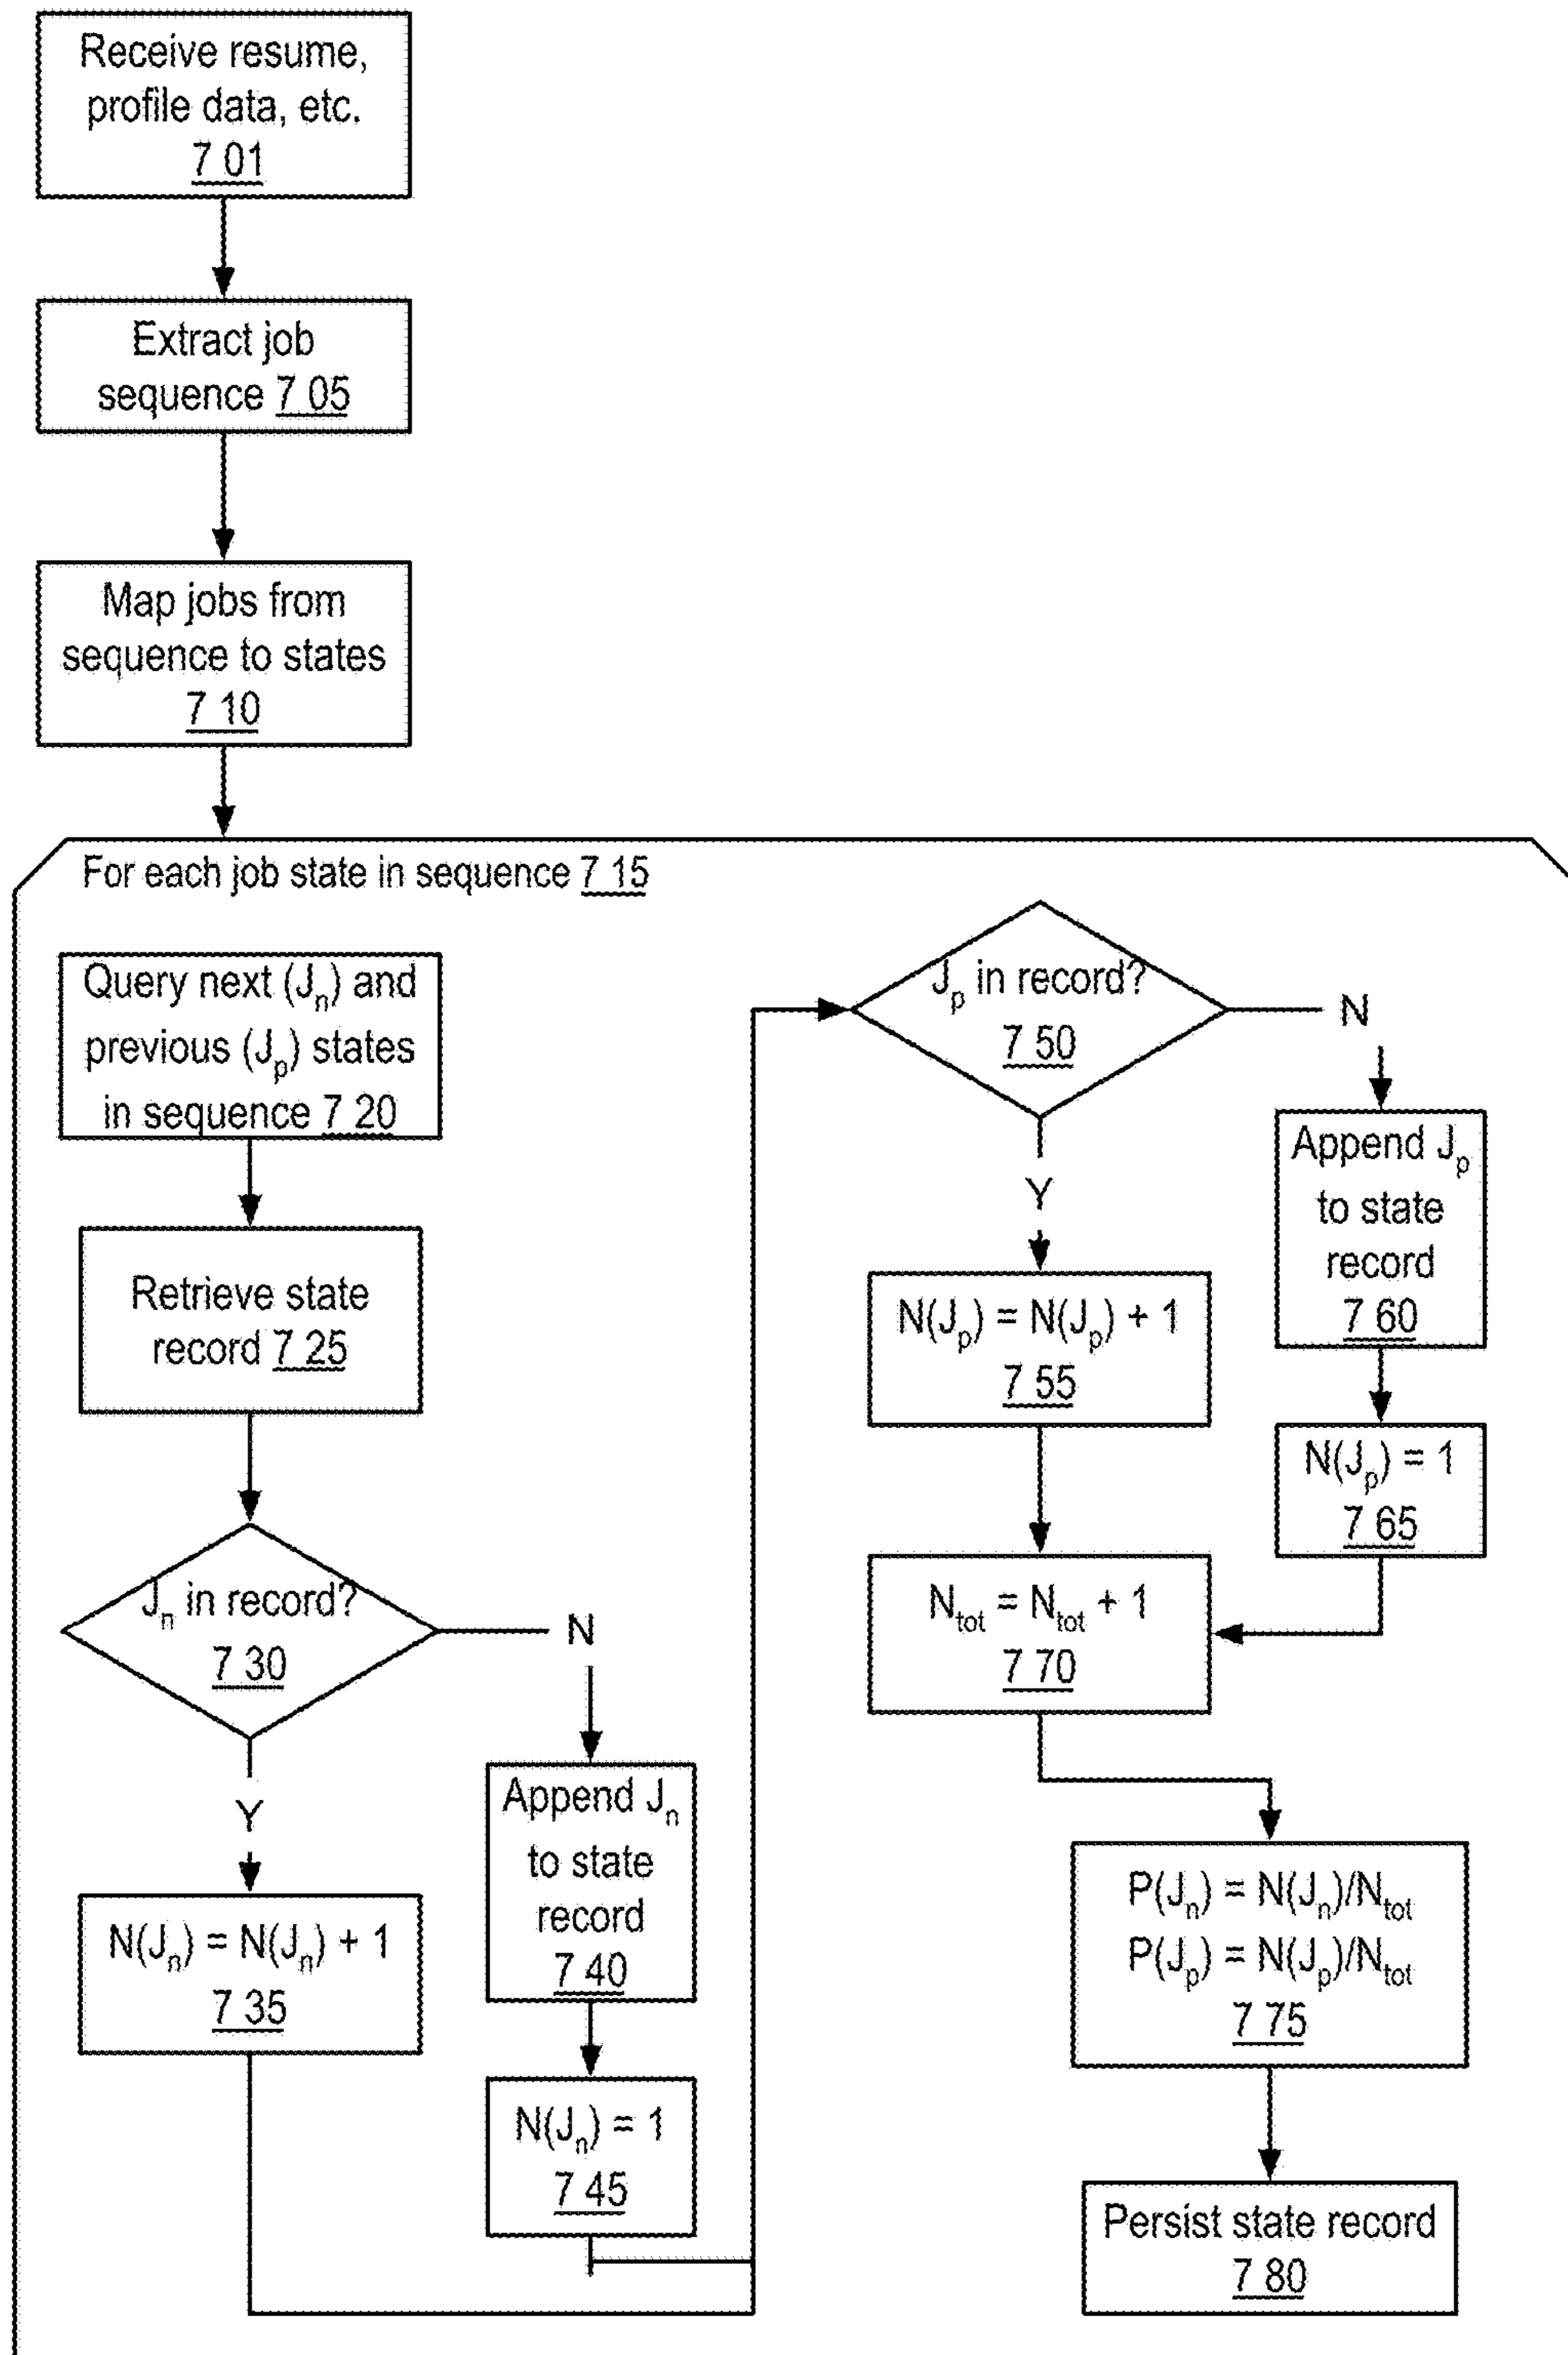 Receive resume,
profile data, etc.
7 01
Extract job
sequence 7 05
Map jobs from
sequence to states
7 10
For each job state in sequence 7 15
Query next (Jn) and
previous (Jp) states
in sequence 7 20
Retrieve state
record 7 25
Jn in record?
7 30
N
Y
Append Jn
to state
record
7 40
N(Jn) = N(Jn) + 1
7 35
N(Jn) = 1
7 45
Jp in record?
7 50
N
Y
Append Jp
to state
record
7 60
N(Jp) = N(Jp) + 1
7 55
N(Jp) = 1
7 65
Ntot = Ntot + 1
7 70
P(Jn) = N(Jn)/Ntot
P(Jp) = N(Jp)/Ntot
7 75
Persist state record
7 80